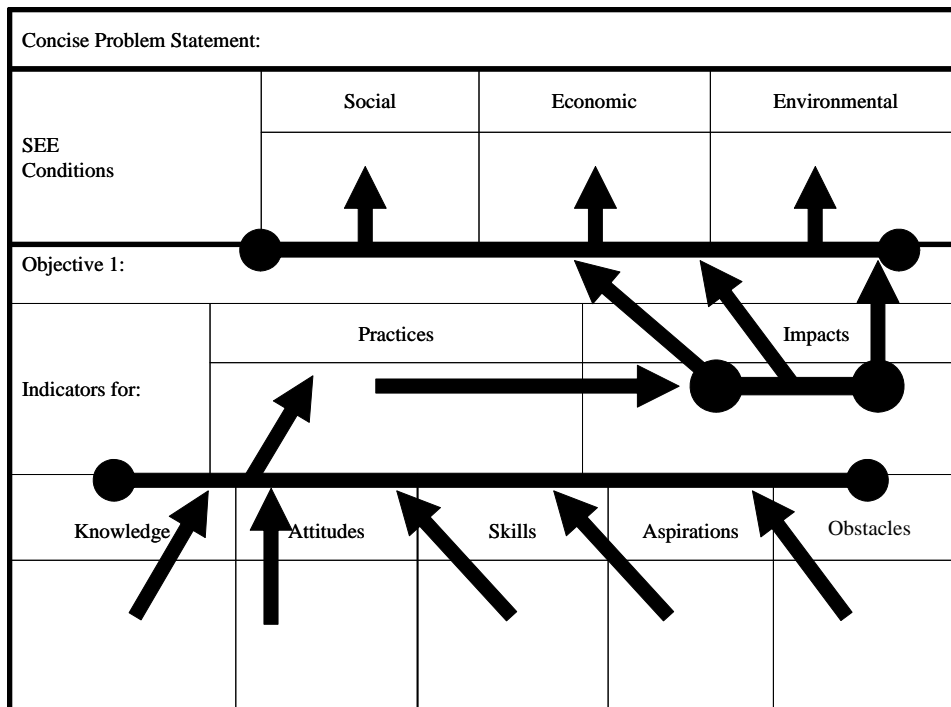 Concise Problem Statement:
Social
Economic
Environmental
SEE
Conditions
Objective 1:
Practices
Impacts
Indicators for:
Knowledge
Attitudes
Skills
Aspirations
Obstacles